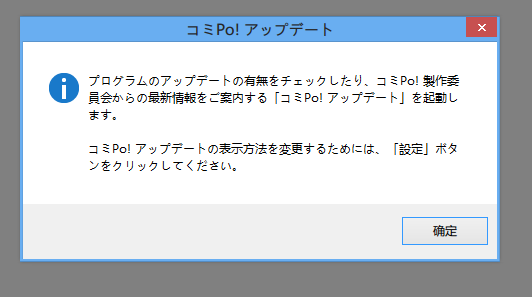 コミPo! アップデート
プログラムのアップデートの有無をチェックしたり、コミPo! 製作委
員会からの最新情報をご案内する「コミPo! アップデート」を起動し
ます。
コミPo! アップデートの表示方法を変更するためには、「設定」ボタ
ンをクリックしてください。
确定